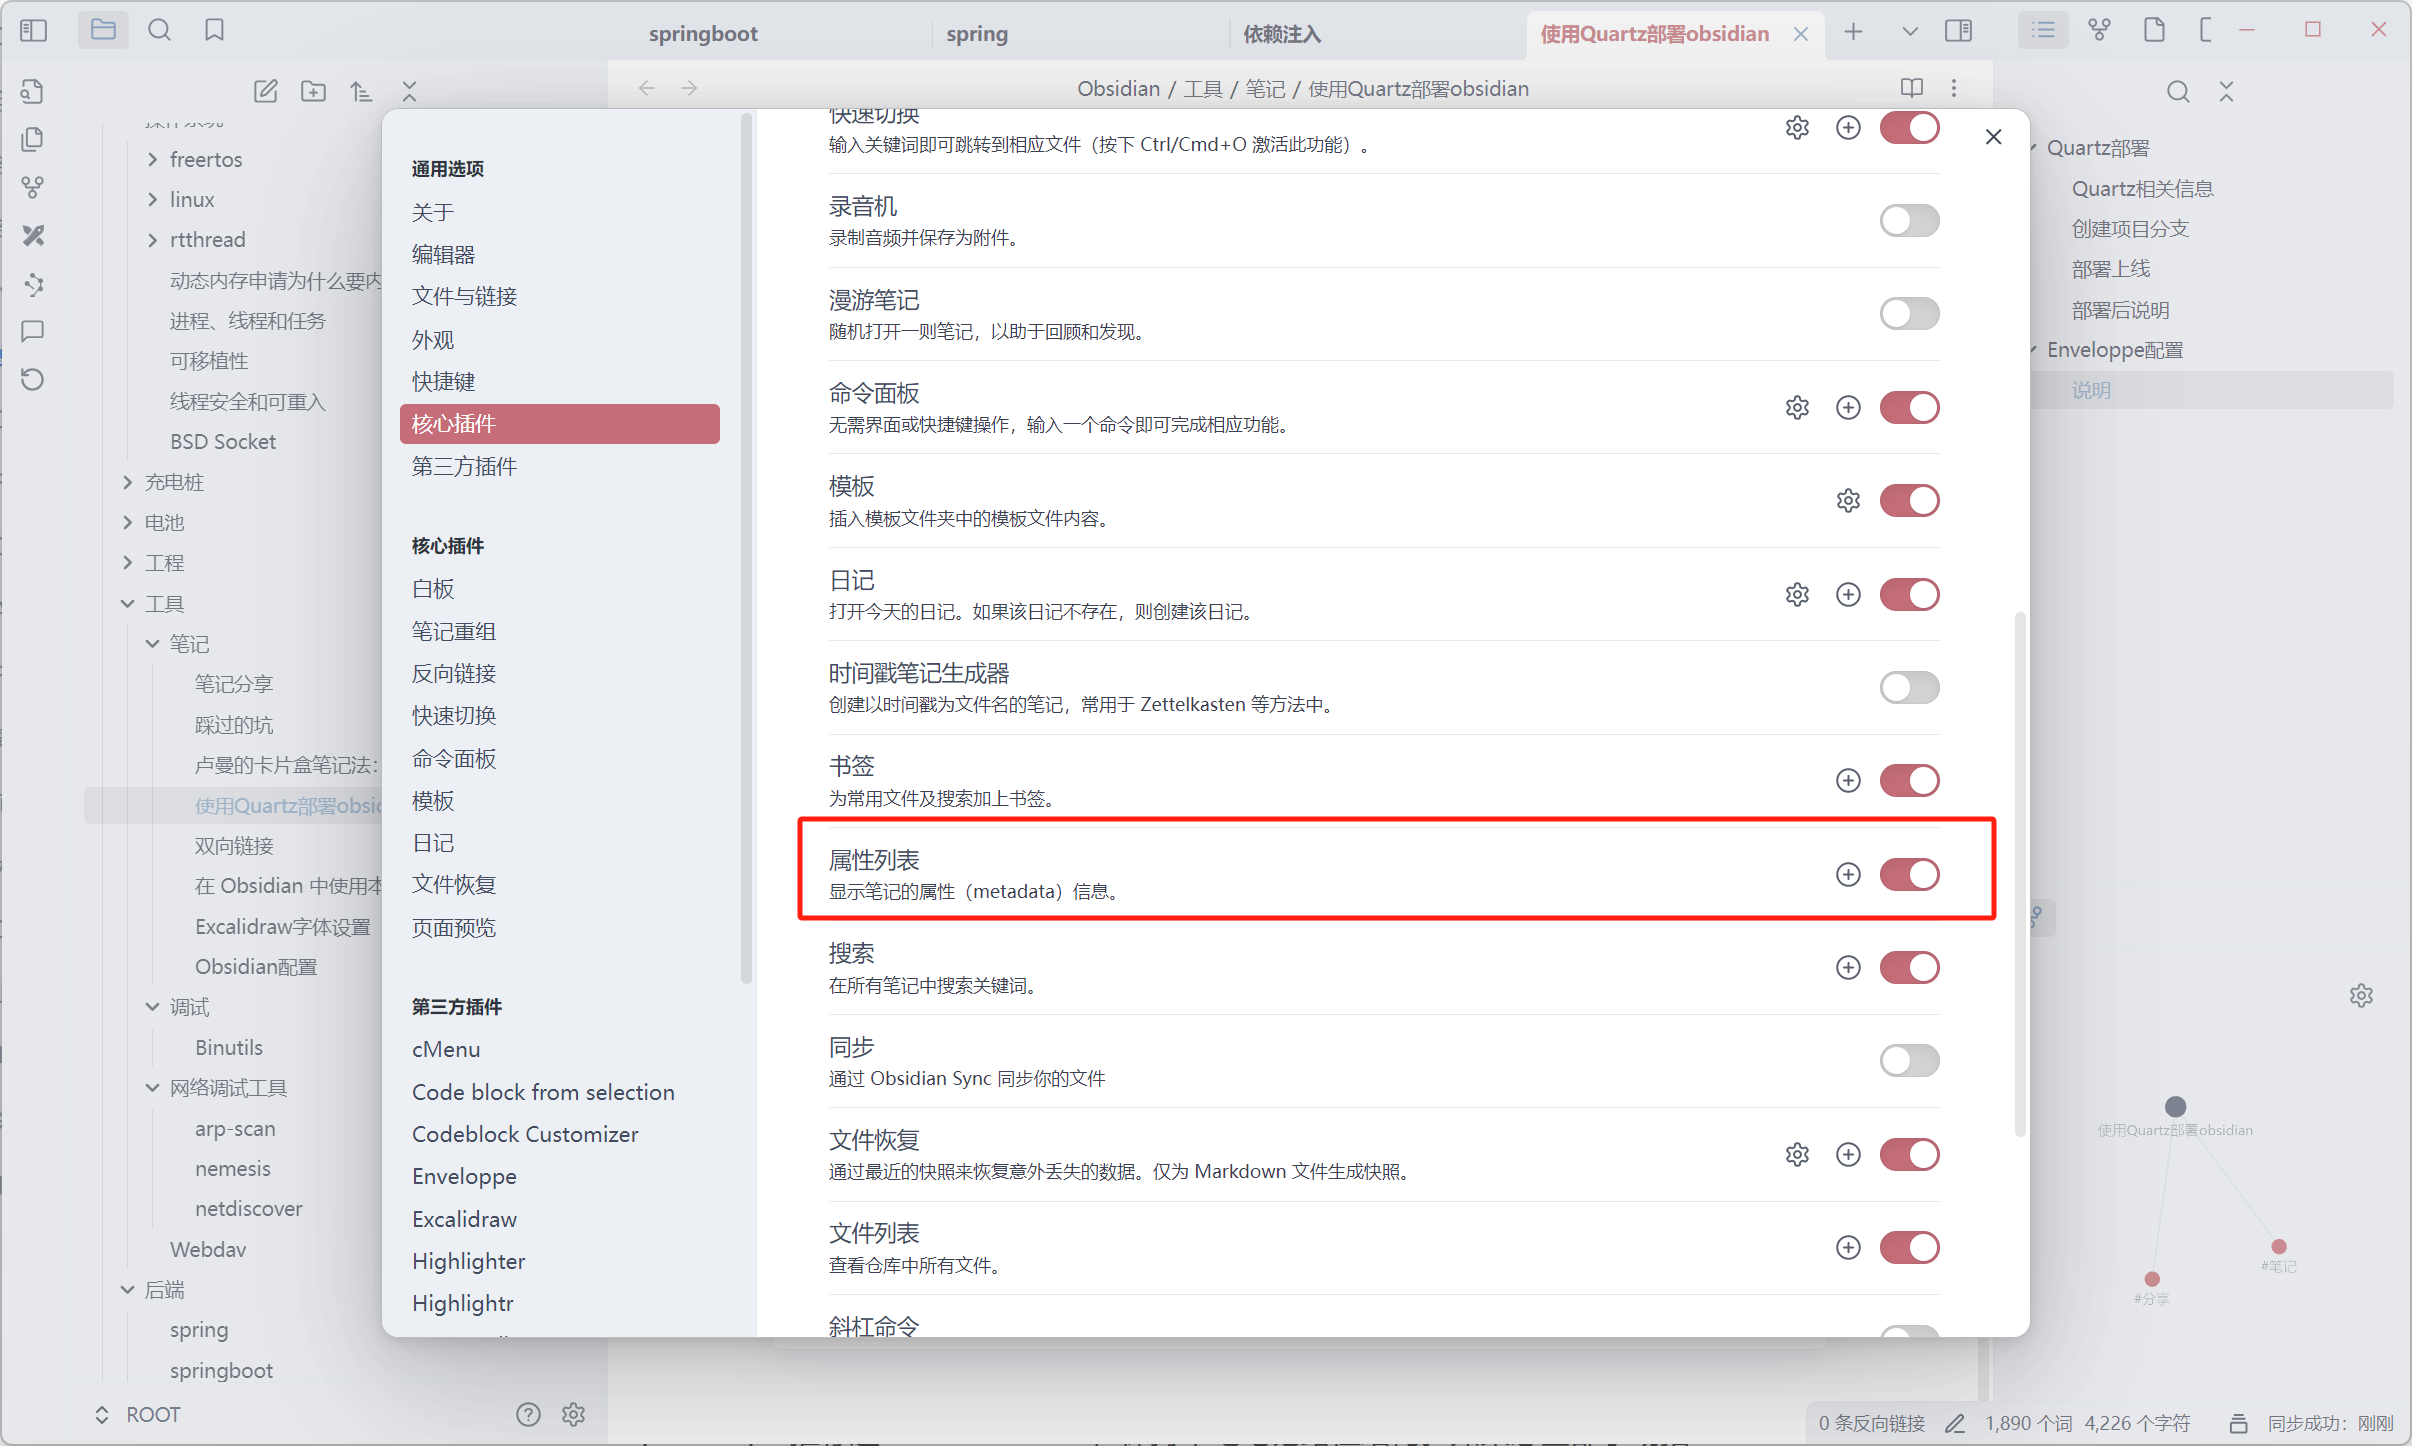 springboot
spring
依赖注入
使用Quartz部署obsidian
Obsidian / 工具 / 笔记 / 使用Quartz部署obsidian
freertos
linux
rtthread
动态内存申请为什么要内
进程、线程和任务
可移植性
线程安全和可重入
BSD Socket
充电桩
电池
工程
工具
笔记
笔记分享
踩过的坑
卢曼的卡片盒笔记法：
使用Quartz部署obsid
双向链接
在 Obsidian 中使用本
Excalidraw字体设置
Obsidian配置
调试
Binutils
网络调试工具
arp-scan
nemesis
netdiscover
Webdav
后端
spring
springboot
ROOT
通用选项
关于
编辑器
文件与链接
外观
快捷键
核心插件
第三方插件
核心插件
白板
笔记重组
反向链接
快速切换
命令面板
模板
日记
文件恢复
页面预览
第三方插件
cMenu
Code block from selection
Codeblock Customizer
Enveloppe
Excalidraw
Highlighter
Highlightr
快速切换
输入关键词即可跳转到相应文件（按下 Ctrl/Cmd+O 激活此功能）。
录音机
录制音频并保存为附件。
漫游笔记
随机打开一则笔记，以助于回顾和发现。
命令面板
无需界面或快捷键操作，输入一个命令即可完成相应功能。
模板
插入模板文件夹中的模板文件内容。
日记
打开今天的日记。如果该日记不存在，则创建该日记。
时间戳笔记生成器
创建以时间戳为文件名的笔记，常用于 Zettelkasten 等方法中。
书签
为常用文件及搜索加上书签。
属性列表
显示笔记的属性（metadata）信息。
搜索
在所有笔记中搜索关键词。
同步
通过 Obsidian Sync 同步你的文件
文件恢复
通过最近的快照来恢复意外丢失的数据。仅为 Markdown 文件生成快照。
文件列表
查看仓库中所有文件。
斜杠命令
Quartz部署
Quartz相关信息
创建项目分支
部署上线
部署后说明
Enveloppe配置
说明
使用Quartz部署obsidian
#笔记
#分享
0 条反向链接
1,890 个词 4,226 个字符
同步成功：刚刚